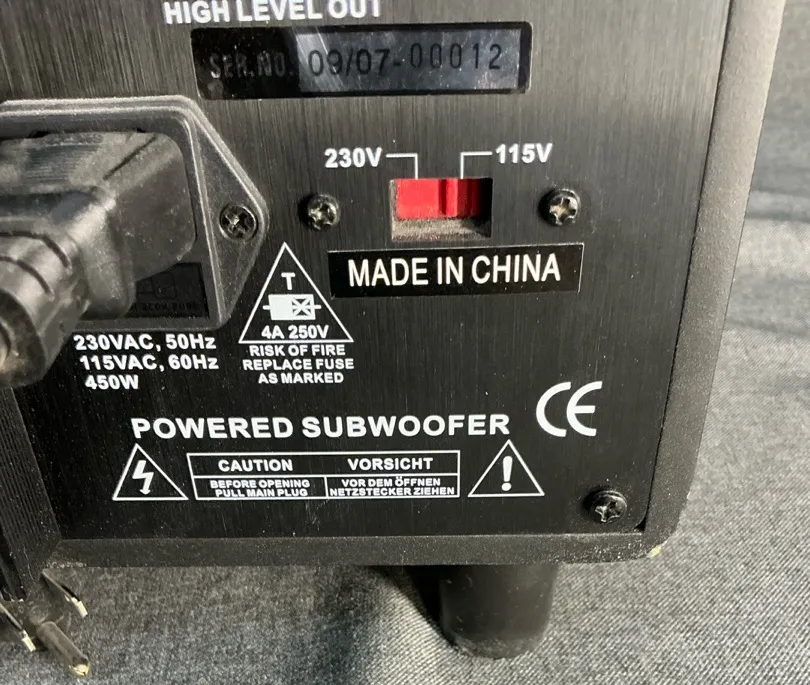 HIGH LEVEL OUT
SER.NO. 09/07-00012
230V 115V
MADE IN CHINA
T
4A 250V
RISK OF FIRE
REPLACE FUSE
AS MARKED
230VAC, 50Hz
115VAC, 60Hz
450W
CE
POWERED SUBWOOFER
CAUTION VORSICHT
BEFORE OPENING VOR DEM ÖFFNEN
PULL MAIN PLUG NETZSTECKER ZIEHEN
!